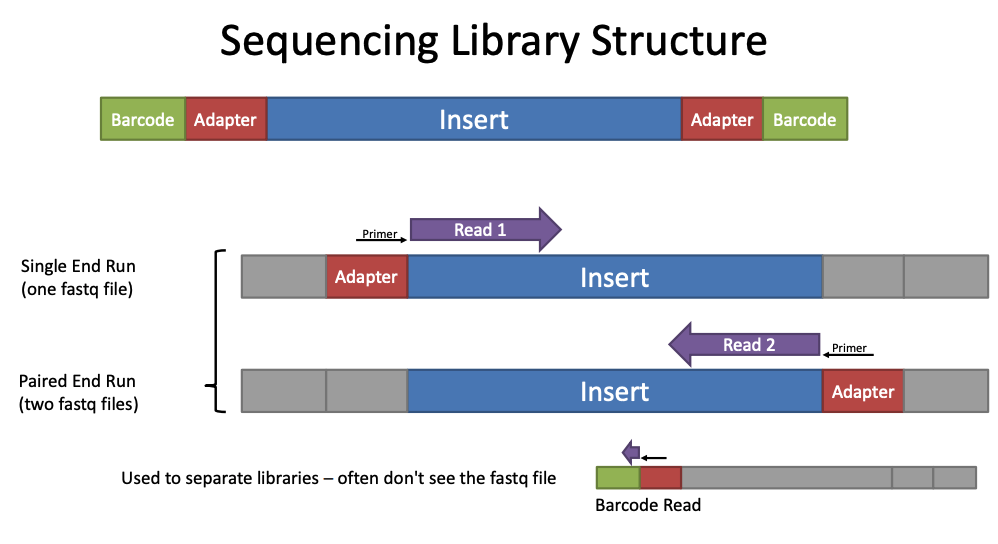 Sequencing Library Structure
Barcode Adapter Insert Adapter Barcode
Primer Read 1
Single End Run
(one fastq file)
Adapter Insert
Read 2 Primer
Paired End Run
(two fastq files)
Insert Adapter
Used to separate libraries – often don't see the fastq file
Barcode Read